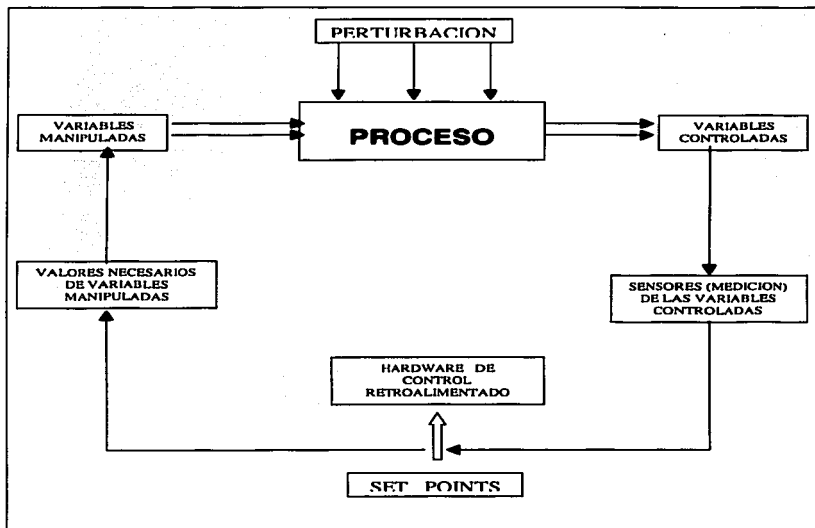 PERTURBACION
VARIABLES
MANIPULADAS
PROCESO
VARIABLES
CONTROLADAS
VALORES NECESARIOS
DE VARIABLES
MANIPULADAS
SENSORES (MEDICION)
DE LAS VARIABLES
CONTROLADAS
HARDWARE DE
CONTROL
RETROALIMENTADO
SET POINTS